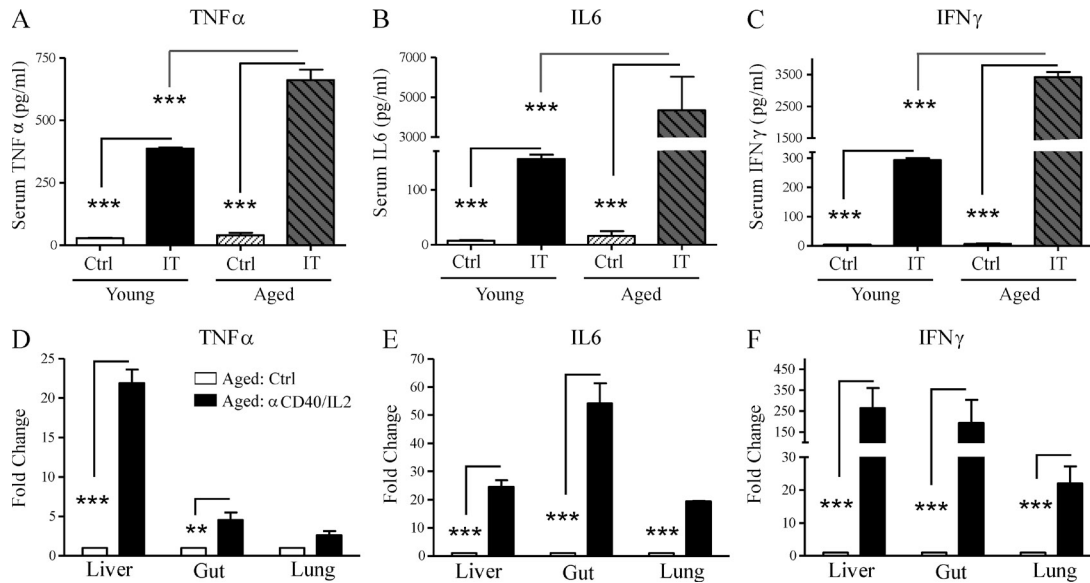 A
TNFα
Serum TNFα (pg/ml)
750
500
250
0
***
***
***
Ctrl
IT
Ctrl
IT
Young
Aged
B
IL6
Serum IL6 (pg/ml)
7000
5000
3000
100
0
***
***
***
Ctrl
IT
Ctrl
IT
Young
Aged
C
IFNγ
Serum IFNγ (pg/ml)
3500
2500
1500
300
200
100
0
***
***
***
Ctrl
IT
Ctrl
IT
Young
Aged
D
TNFα
Fold Change
25
20
15
10
5
0
Aged: Ctrl
Aged: αCD40/IL2
***
**
Liver
Gut
Lung
E
IL6
Fold Change
70
60
50
40
30
20
10
0
***
***
***
Liver
Gut
Lung
F
IFNγ
Fold Change
450
350
250
150
40
20
0
***
***
***
Liver
Gut
Lung